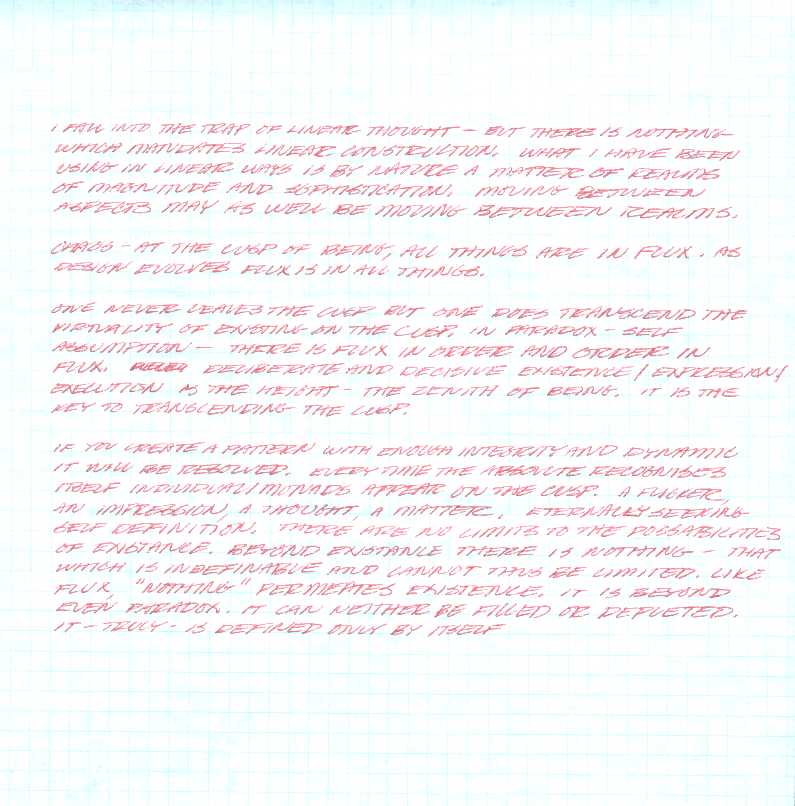 I FALL INTO THE TRAP OF LINEAR THOUGHT — BUT THERE IS NOTHING
WHICH MANDATES LINEAR CONSTRUCTION. WHAT I HAVE BEEN
USING IN LINEAR WAYS IS BY NATURE A MATTER OF REALMS
OF MAGNITUDE AND SOPHISTICATION. MOVING BETWEEN
ASPECTS MAY AS WELL BE MOVING BETWEEN REALMS.

CHAOS - AT THE CUSP OF BEING, ALL THINGS ARE IN FLUX. AS
DESIGN EVOLVES FLUX IS IN ALL THINGS.

ONE NEVER LEAVES THE CUSP BUT ONE DOES TRANSCEND THE
VIRTUALITY OF EXISTING ON THE CUSP. IN PARADOX - SELF
ASSUMPTION — THERE IS FLUX IN ORDER AND ORDER IN
FLUX. DELIBERATE AND DECISIVE EXISTENCE / EXPRESSION /
EXECUTION AS THE HEIGHT - THE ZENITH OF BEING. IT IS THE
KEY TO TRANSCENDING THE CUSP.

IF YOU CREATE A PATTERN WITH ENOUGH INTEGRITY AND DYNAMIC
IT WILL BE RESOLVED. EVERY TIME THE ABSOLUTE RECOGNISES
ITSELF INDIVIDUAL/MONADS APPEAR ON THE CUSP. A FLICKER,
AN IMPRESSION, A THOUGHT, A MATTER. ETERNALLY SEEKING
SELF DEFINITION. THERE ARE NO LIMITS TO THE POSSABILITIES
OF EXISTANCE. BEYOND EXISTANCE THERE IS NOTHING - THAT
WHICH IS INDEFINABLE AND CANNOT THUS BE LIMITED. LIKE
FLUX, "NOTHING" PERMEATES EXISTENCE. IT IS BEYOND
EVEN PARADOX. IT CAN NEITHER BE FILLED OR DEPLETED.
IT - TRULY - IS DEFINED ONLY BY ITSELF